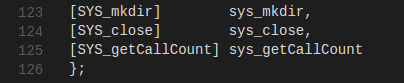 123 [SYS_mkdir] sys_mkdir,
124 [SYS_close] sys_close,
125 [SYS_getCallCount] sys_getCallCount
126 };